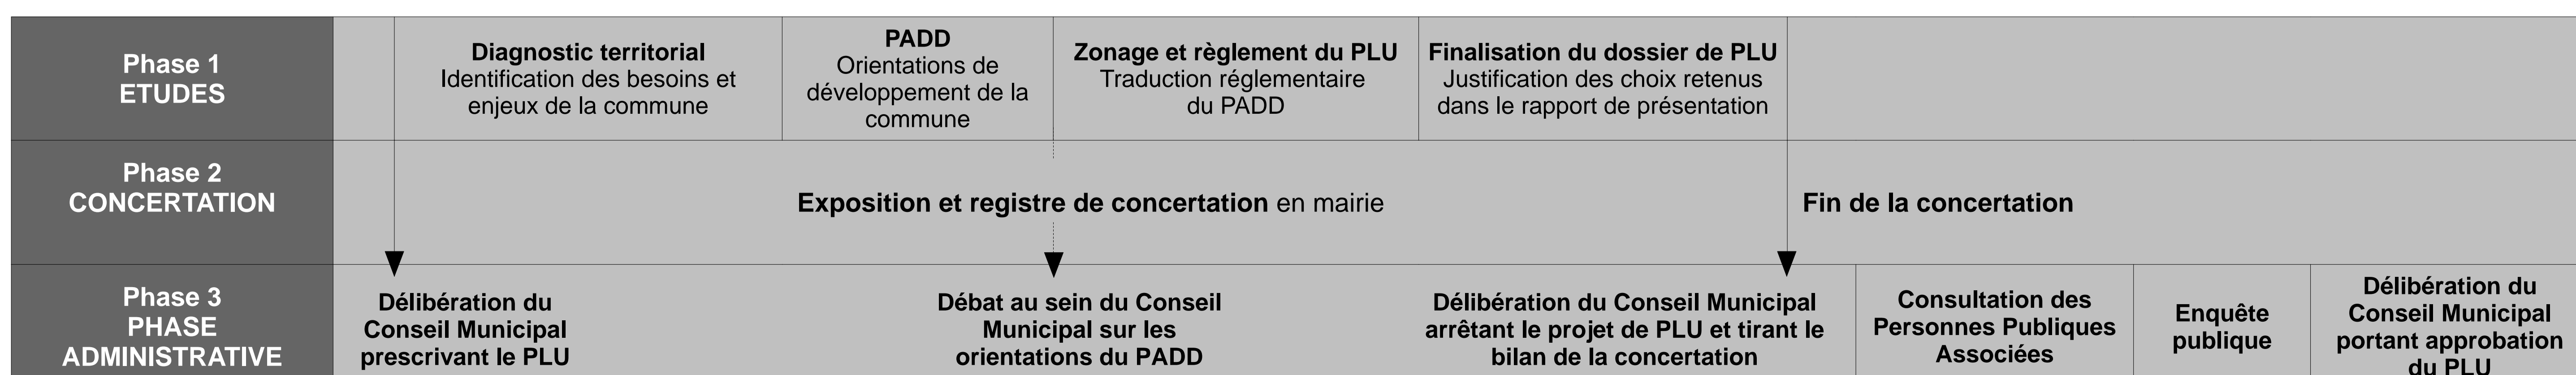 Phase 1
ETUDES
Diagnostic territorial
Identification des besoins et
enjeux de la commune
PADD
Orientations de
développement de la
commune
Zonage et règlement du PLU
Traduction réglementaire
du PADD
Finalisation du dossier de PLU
Justification des choix retenus
dans le rapport de présentation
Phase 2
CONCERTATION
Exposition et registre de concertation en mairie
Fin de la concertation
Phase 3
PHASE
ADMINISTRATIVE
Délibération du
Conseil Municipal
prescrivant le PLU
Débat au sein du Conseil
Municipal sur les
orientations du PADD
Délibération du Conseil Municipal
arrêtant le projet de PLU et tirant le
bilan de la concertation
Consultation des
Personnes Publiques
Associées
Enquête
publique
Délibération du
Conseil Municipal
portant approbation
du PLU